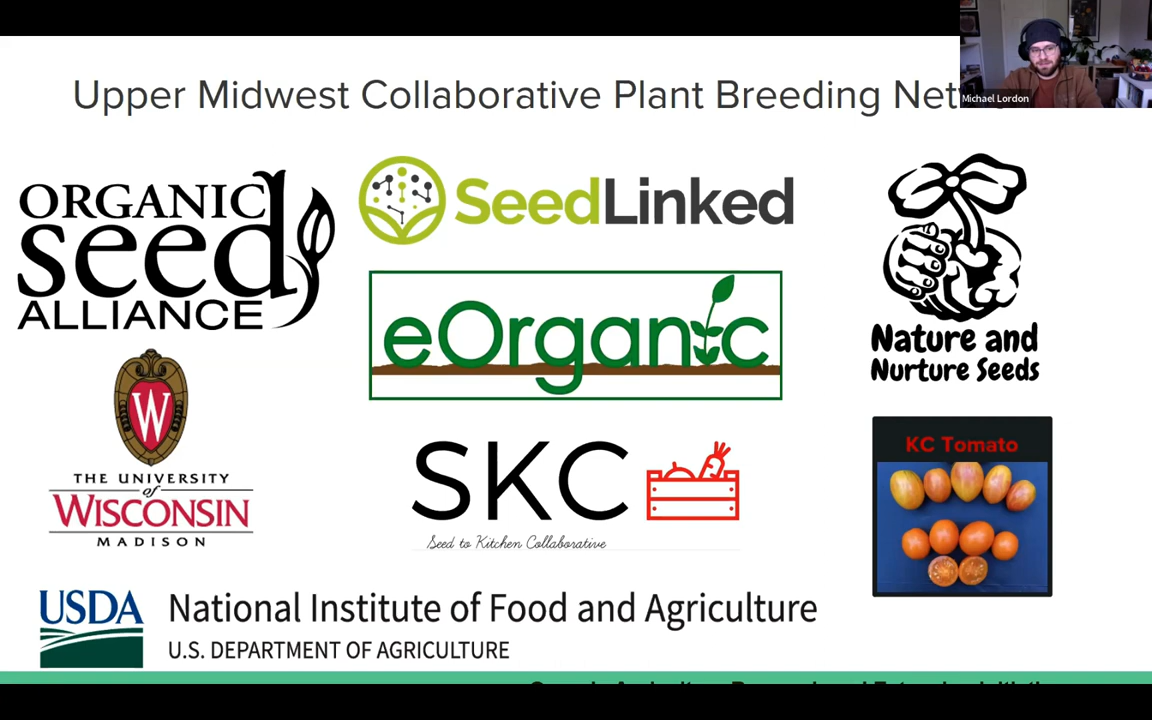 Upper Midwest Collaborative Plant Breeding
Michael Lordon
ORGANIC
seed
ALLIANCE
SeedLinked
Nature and
Nurture Seeds
eOrganic
W
THE UNIVERSITY
of
WISCONSIN
MADISON
SKC
Seed to Kitchen Collaborative
KC Tomato
USDA
National Institute of Food and Agriculture
U.S. DEPARTMENT OF AGRICULTURE